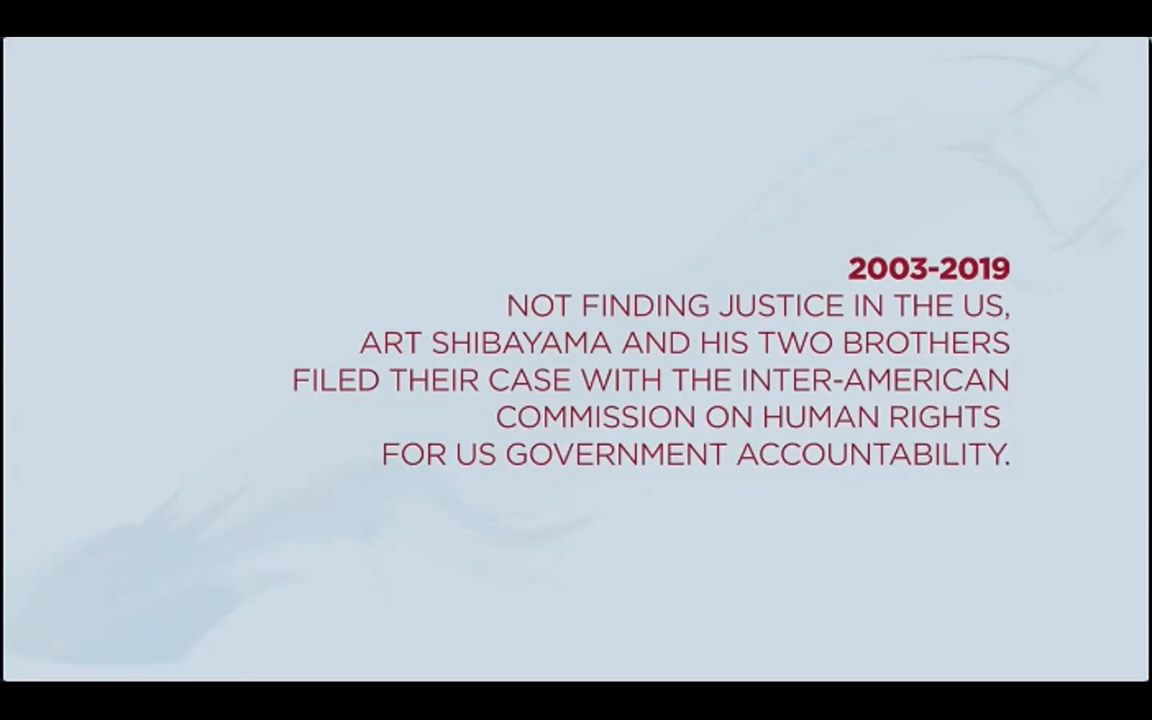 2003-2019
NOT FINDING JUSTICE IN THE US,
ART SHIBAYAMA AND HIS TWO BROTHERS
FILED THEIR CASE WITH THE INTER-AMERICAN
COMMISSION ON HUMAN RIGHTS
FOR US GOVERNMENT ACCOUNTABILITY.